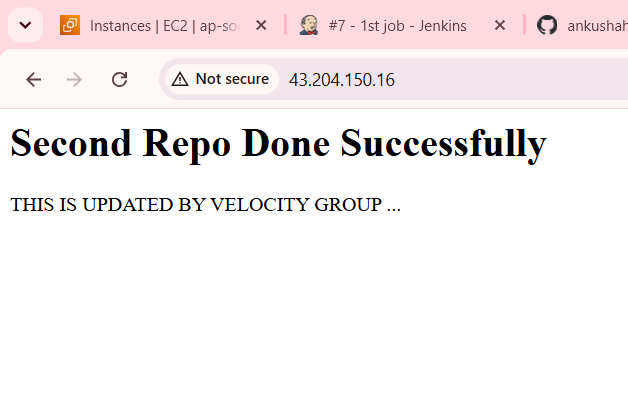 Instances | EC2 | ap-sou
#7 - 1st job - Jenkins
ankushah
Not secure
43.204.150.16
Second Repo Done Successfully
THIS IS UPDATED BY VELOCITY GROUP ...